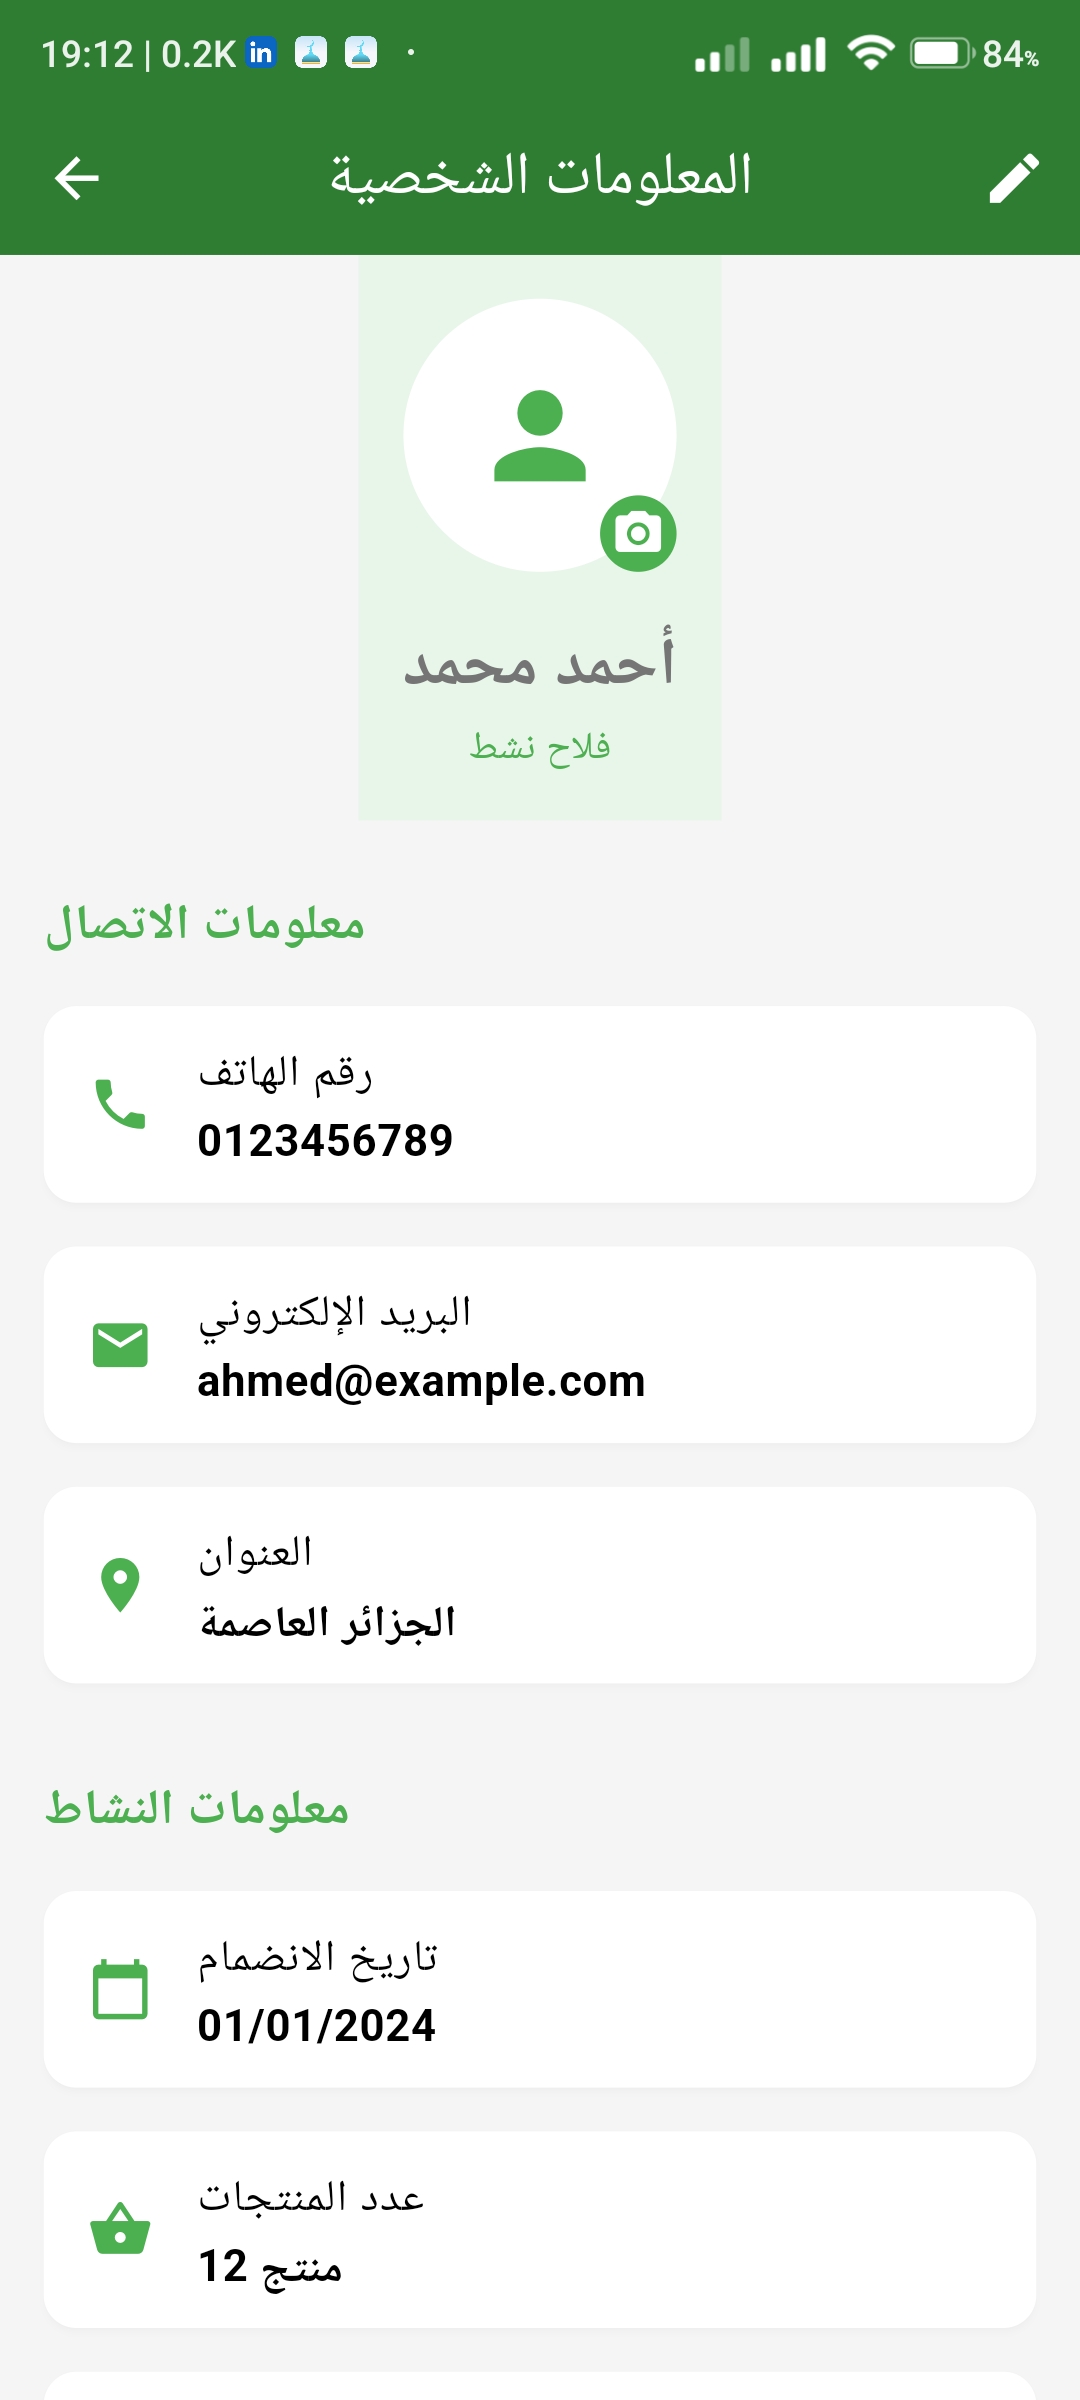 19:12 | 0.2K in 84%
المعلومات الشخصية
أحمد محمد
فلاح نشط
معلومات الاتصال
رقم الهاتف
0123456789
البريد الإلكتروني
ahmed@example.com
العنوان
الجزائر العاصمة
معلومات النشاط
تاريخ الانضمام
01/01/2024
عدد المنتجات
12 منتج